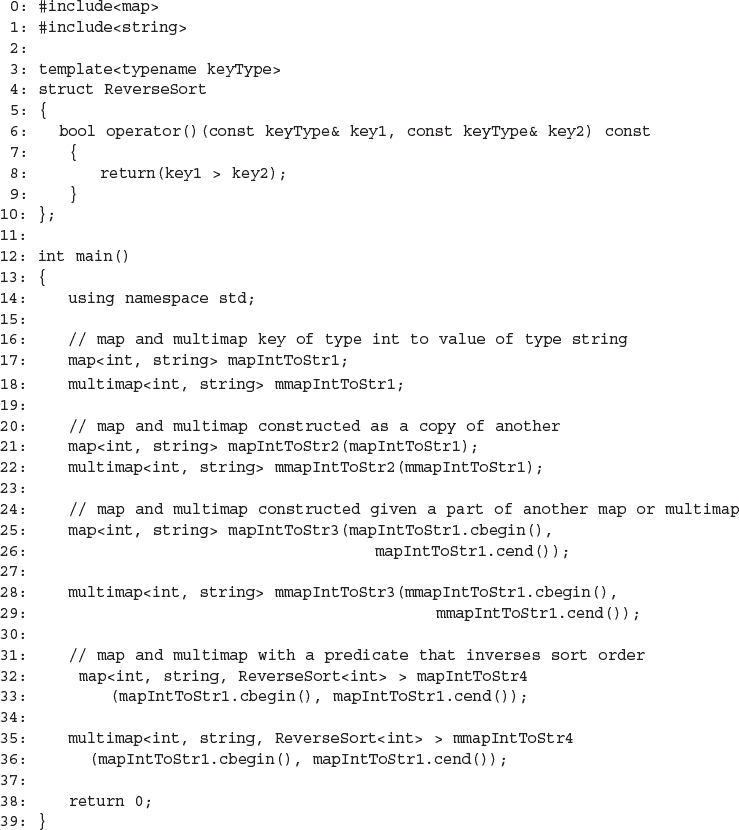 0: #include<map>
1: #include<string>
2:
3: template<typename keyType>
4: struct ReverseSort
5: {
6:   bool operator()(const keyType& key1, const keyType& key2) const
7:    {
8:       return(key1 > key2);
9:    }
10: };
11:
12: int main()
13: {
14:    using namespace std;
15:
16:    // map and multimap key of type int to value of type string
17:    map<int, string> mapIntToStr1;
18:    multimap<int, string> mmapIntToStr1;
19:
20:    // map and multimap constructed as a copy of another
21:    map<int, string> mapIntToStr2(mapIntToStr1);
22:    multimap<int, string> mmapIntToStr2(mmapIntToStr1);
23:
24:    // map and multimap constructed given a part of another map or multimap
25:    map<int, string> mapIntToStr3(mapIntToStr1.cbegin(),
26:                                  mapIntToStr1.cend());
27:
28:    multimap<int, string> mmapIntToStr3(mmapIntToStr1.cbegin(),
29:                                        mmapIntToStr1.cend());
30:
31:    // map and multimap with a predicate that inverses sort order
32:     map<int, string, ReverseSort<int> > mapIntToStr4
33:        (mapIntToStr1.cbegin(), mapIntToStr1.cend());
34:
35:    multimap<int, string, ReverseSort<int> > mmapIntToStr4
36:      (mapIntToStr1.cbegin(), mapIntToStr1.cend());
37:
38:    return 0;
39: }